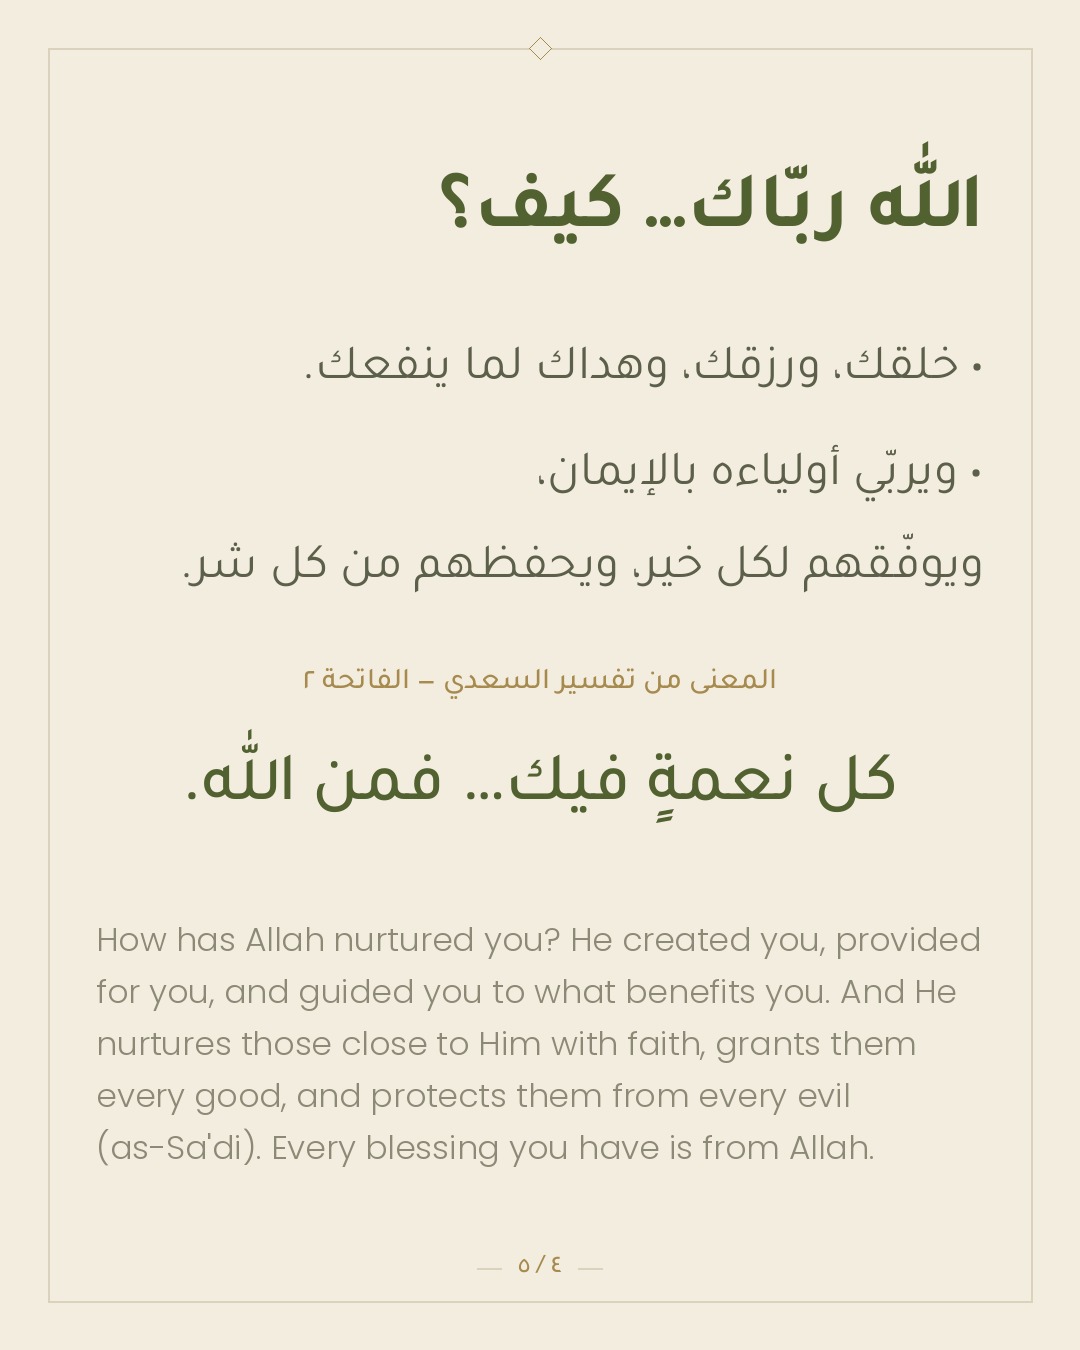 الله ربّاك... كيف؟
• خلقك، ورزقك، وهداك لما ينفعك.
• ويربّي أولياءه بالإيمان،
ويوفّقهم لكل خير، ويحفظهم من كل شر.
المعنى من تفسير السعدي – الفاتحة ٢
كل نعمةٍ فيك... فمن الله.
How has Allah nurtured you? He created you, provided
for you, and guided you to what benefits you. And He
nurtures those close to Him with faith, grants them
every good, and protects them from every evil
(as-Sa'di). Every blessing you have is from Allah.
٤/٥